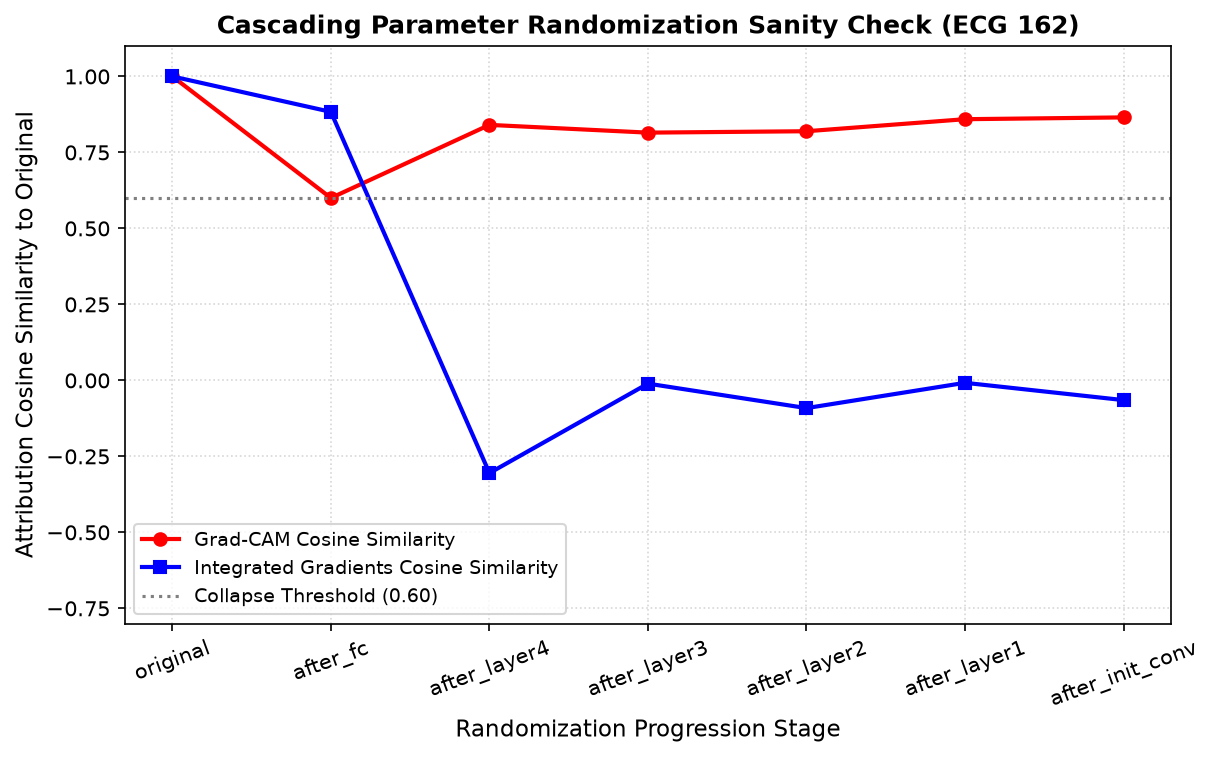 Cascading Parameter Randomization Sanity Check (ECG 162)
Attribution Cosine Similarity to Original
1.00
0.75
0.50
0.25
0.00
−0.25
−0.50
−0.75
Grad-CAM Cosine Similarity
Integrated Gradients Cosine Similarity
Collapse Threshold (0.60)
original
after_fc
after_layer4
after_layer3
after_layer2
after_layer1
after_init_conv
Randomization Progression Stage